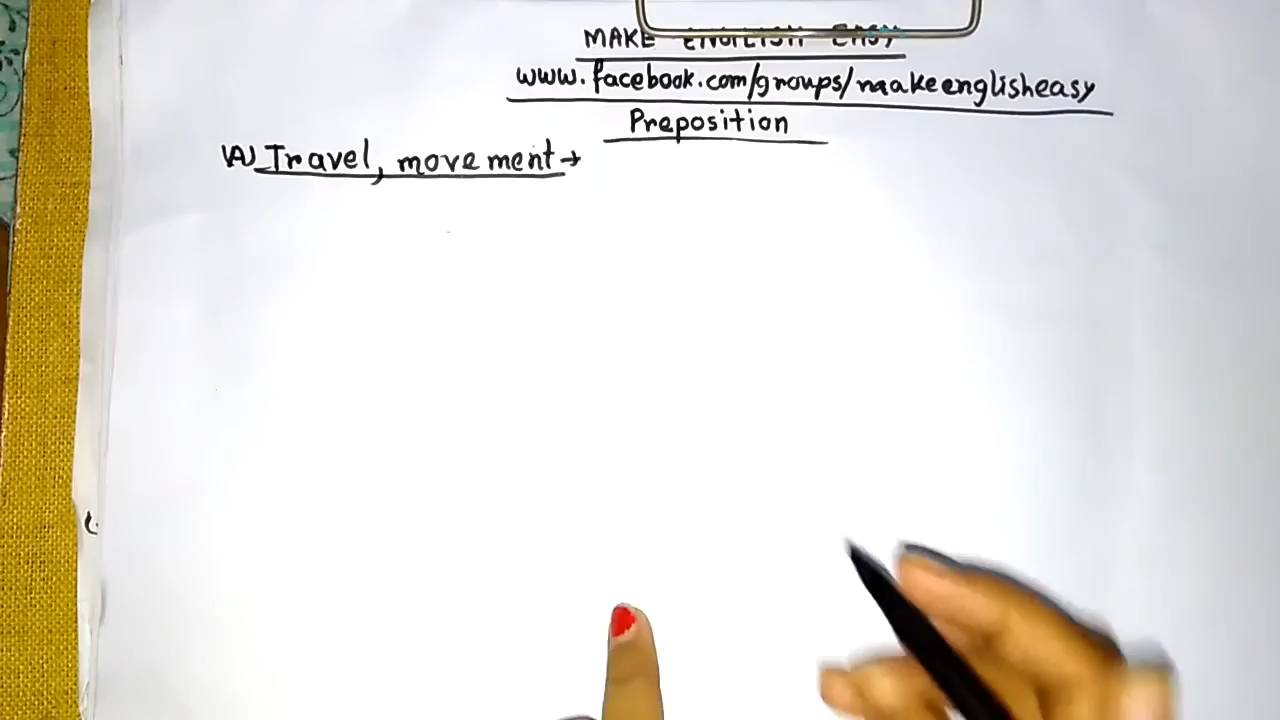 MAKE ENGLISH EASY
www.facebook.com/groups/makeenglisheasy
Preposition
(A) Travel, movement →